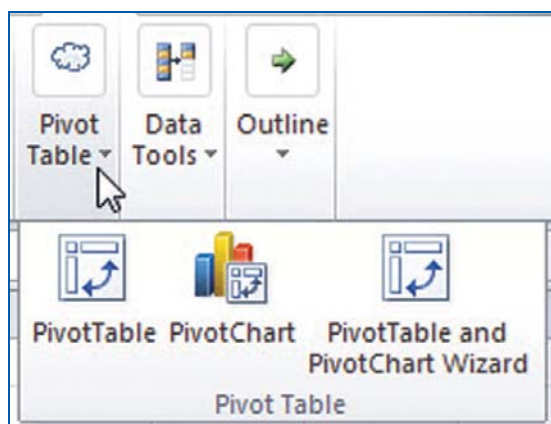 Pivot Table
Data Tools
Outline
PivotTable
PivotChart
PivotTable and
PivotChart Wizard
Pivot Table